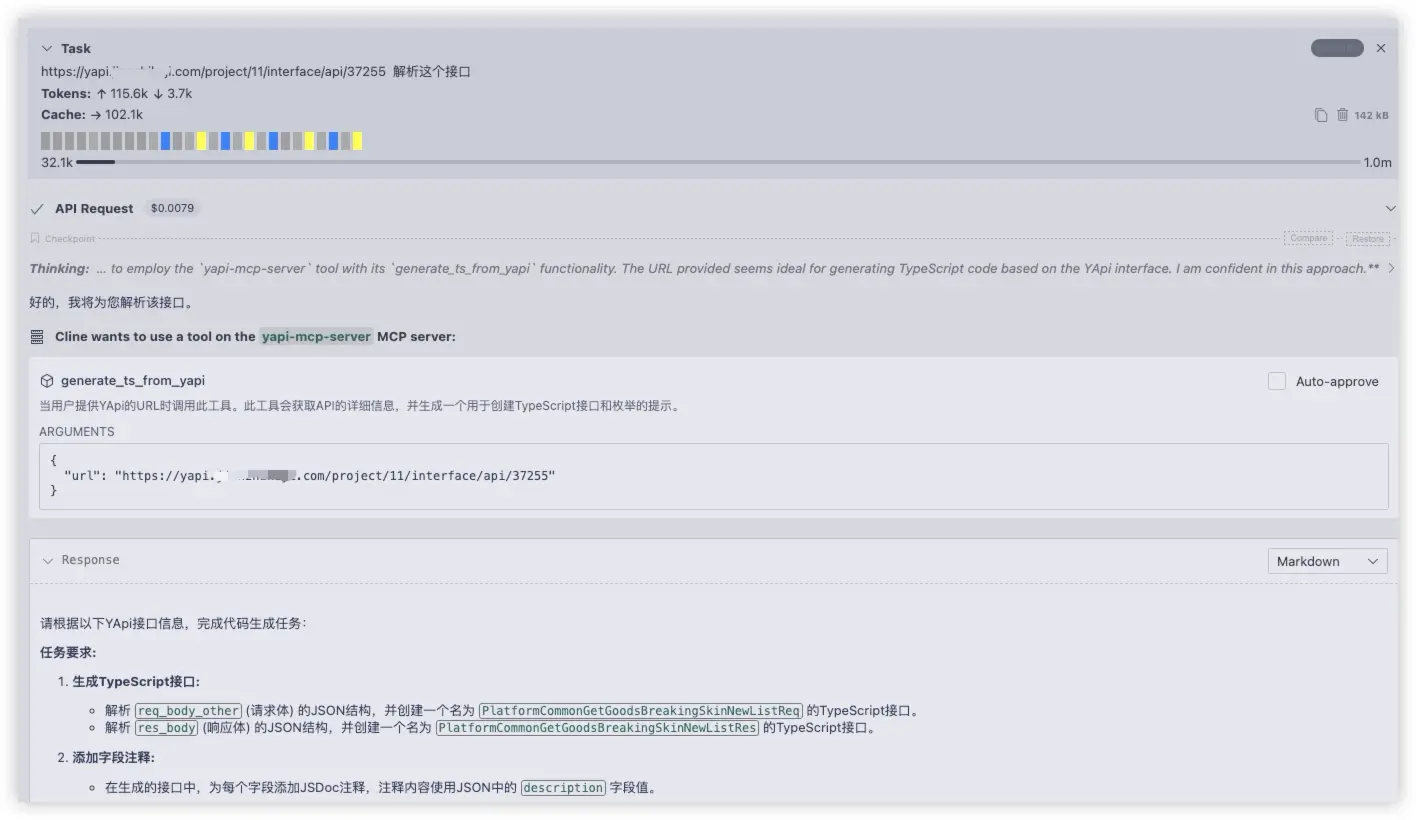 Task
https://yapi. .com/project/11/interface/api/37255 解析这个接口
Tokens: ↑ 115.6k ↓ 3.7k
Cache: → 102.1k
142 kB
32.1k 1.0m
API Request $0.0079
Checkpoint Compare Restore
Thinking: ... to employ the `yapi-mcp-server` tool with its `generate_ts_from_yapi` functionality. The URL provided seems ideal for generating TypeScript code based on the YApi interface. I am confident in this approach.**
好的，我将为您解析该接口。
Cline wants to use a tool on the yapi-mcp-server MCP server:
generate_ts_from_yapi Auto-approve
当用户提供YApi的URL时调用此工具。此工具会获取API的详细信息，并生成一个用于创建TypeScript接口和枚举的提示。
ARGUMENTS
{
"url": "https://yapi. .com/project/11/interface/api/37255"
}
Response Markdown
请根据以下YApi接口信息，完成代码生成任务：
任务要求:
1. 生成TypeScript接口:
◦ 解析 req_body_other (请求体) 的JSON结构，并创建一个名为 PlatformCommonGetGoodsBreakingSkinNewListReq 的TypeScript接口。
◦ 解析 res_body (响应体) 的JSON结构，并创建一个名为 PlatformCommonGetGoodsBreakingSkinNewListRes 的TypeScript接口。
2. 添加字段注释:
◦ 在生成的接口中，为每个字段添加JSDoc注释，注释内容使用JSON中的 description 字段值。